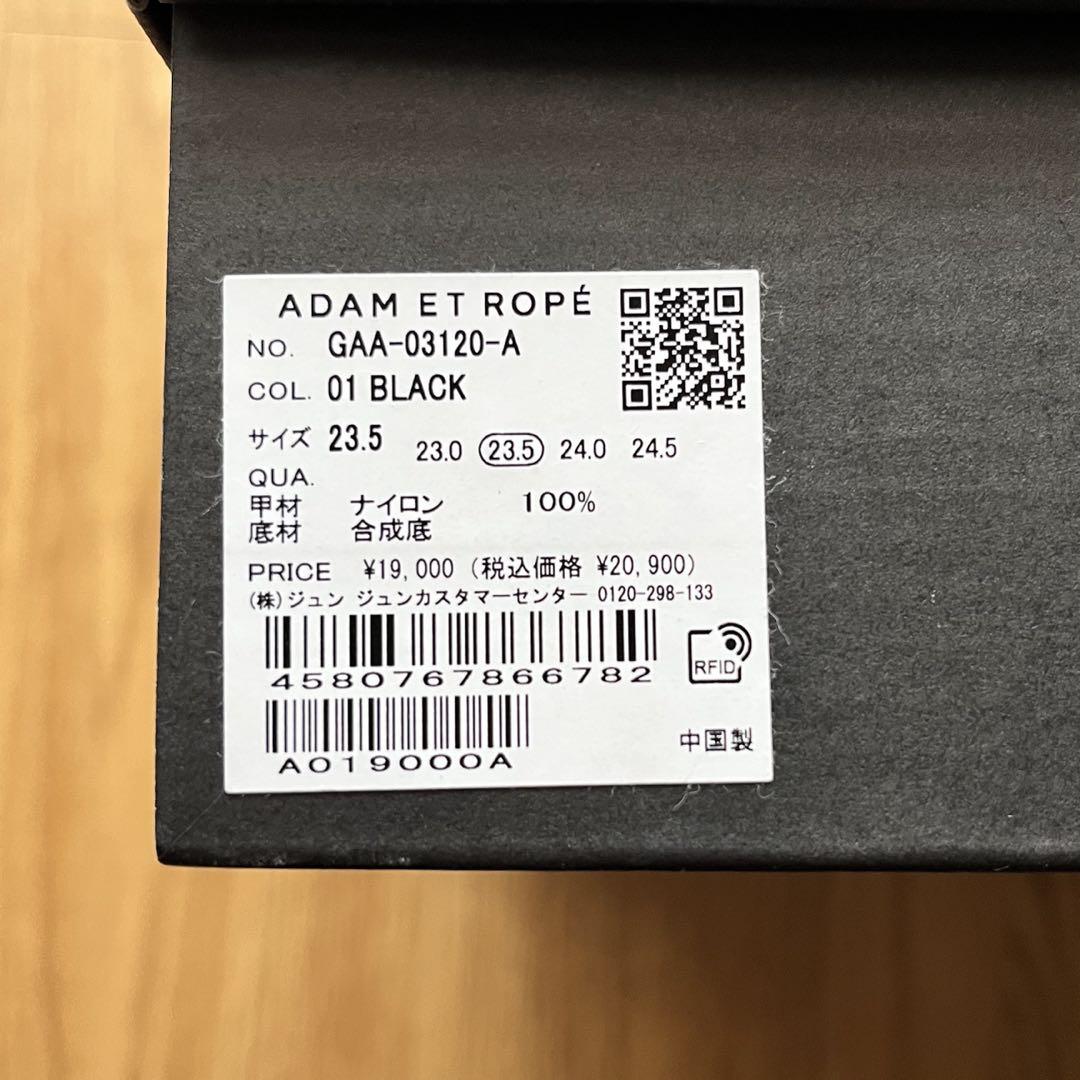 ADAM ET ROPÉ
NO. GAA-03120-A
COL. 01 BLACK
サイズ 23.5 23.0 23.5 24.0 24.5
QUA.
甲材 ナイロン 100%
底材 合成底
PRICE ¥19,000 (税込価格 ¥20,900)
(株)ジュン ジュンカスタマーセンター 0120-298-133
4580767866782
RFID
A019000A
中国製